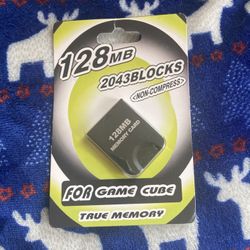 128MB
2043BLOCKS
<NON-COMPRESS>
128MB
MEMORY CARD
FOR GAME CUBE
TRUE MEMORY